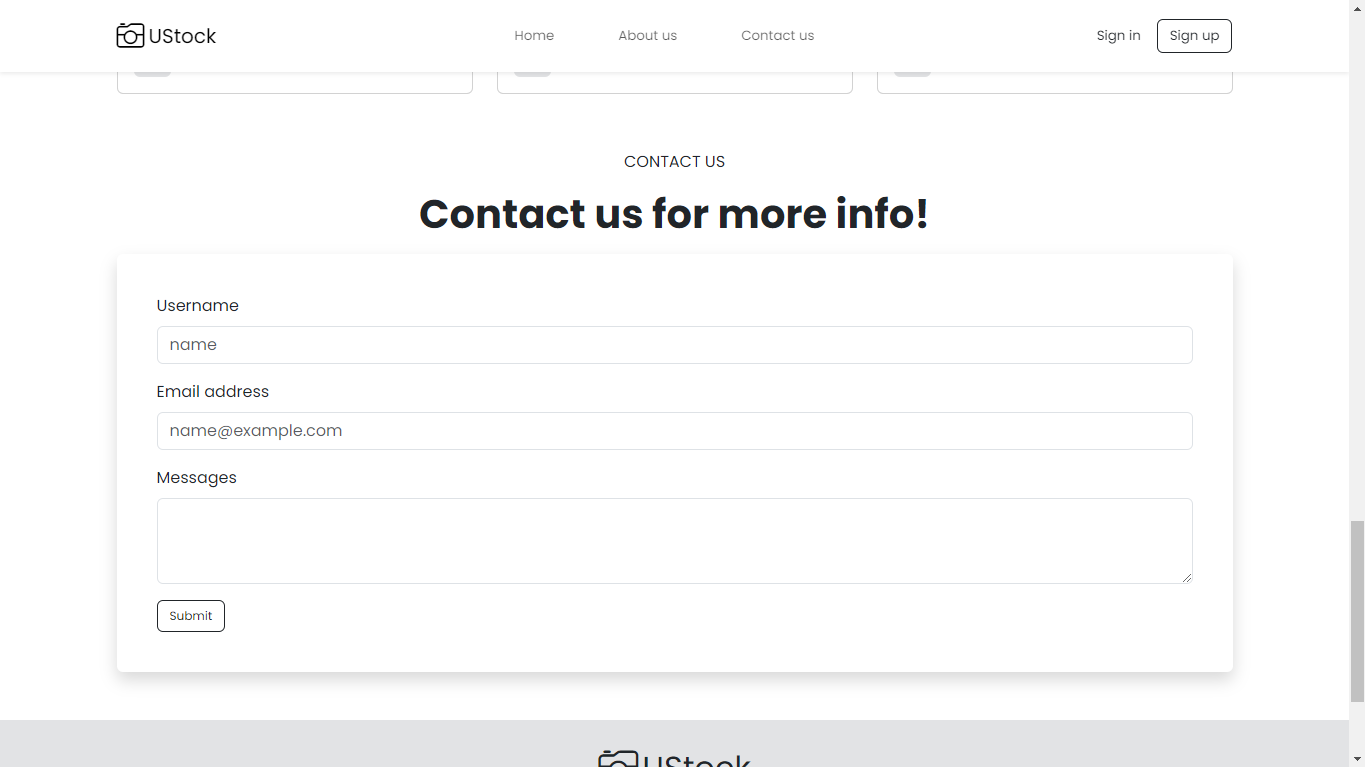 UStock
Home
About us
Contact us
Sign in
Sign up
CONTACT US
Contact us for more info!
Username
name
Email address
name@example.com
Messages
Submit
UStock